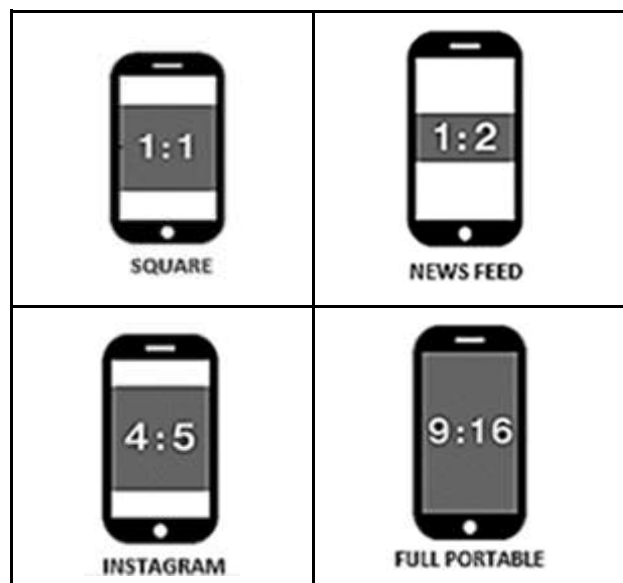 1:1
SQUARE
1:2
NEWS FEED
4:5
INSTAGRAM
9:16
FULL PORTABLE